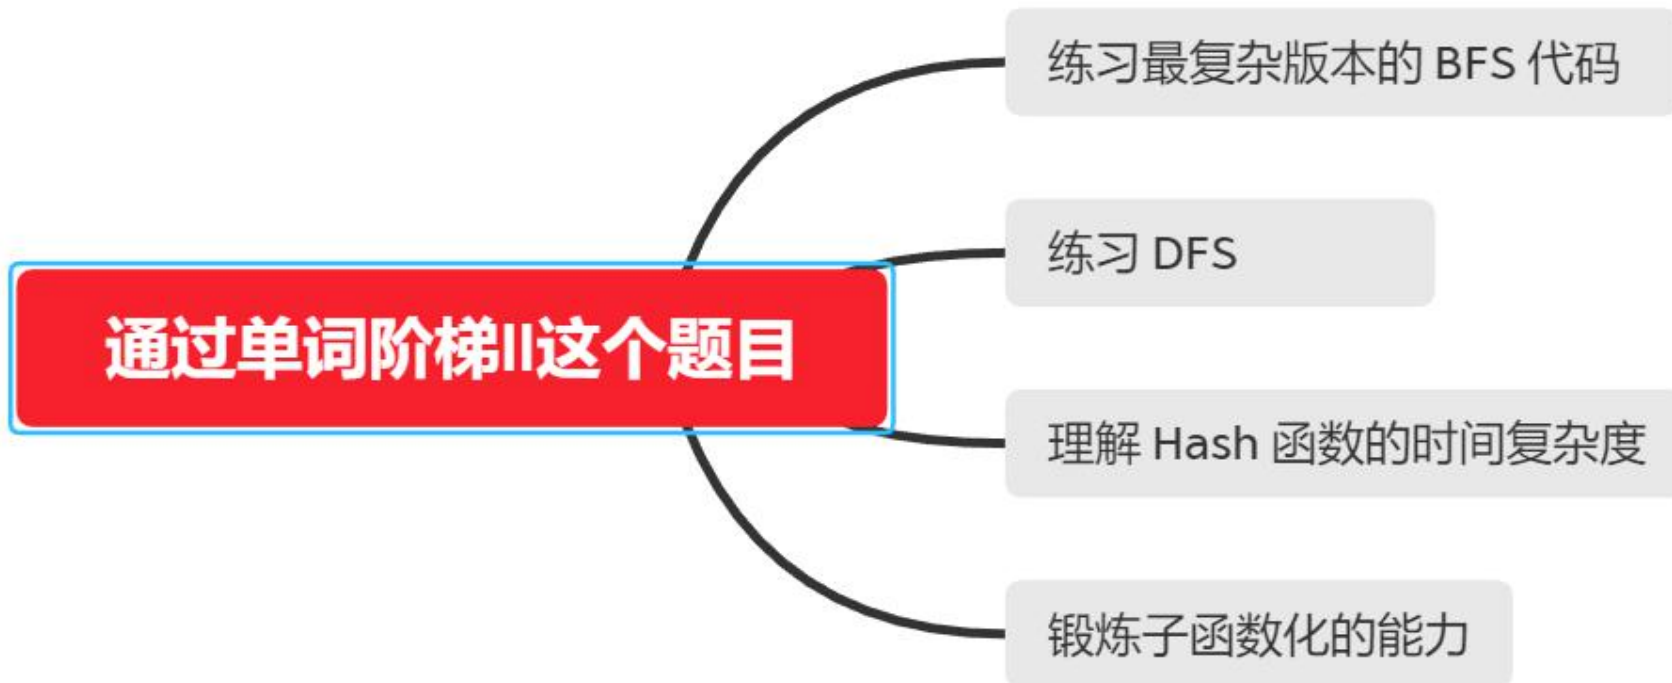 练习最复杂版本的 BFS 代码
练习 DFS
通过单词阶梯II这个题目
理解 Hash 函数的时间复杂度
锻炼子函数化的能力